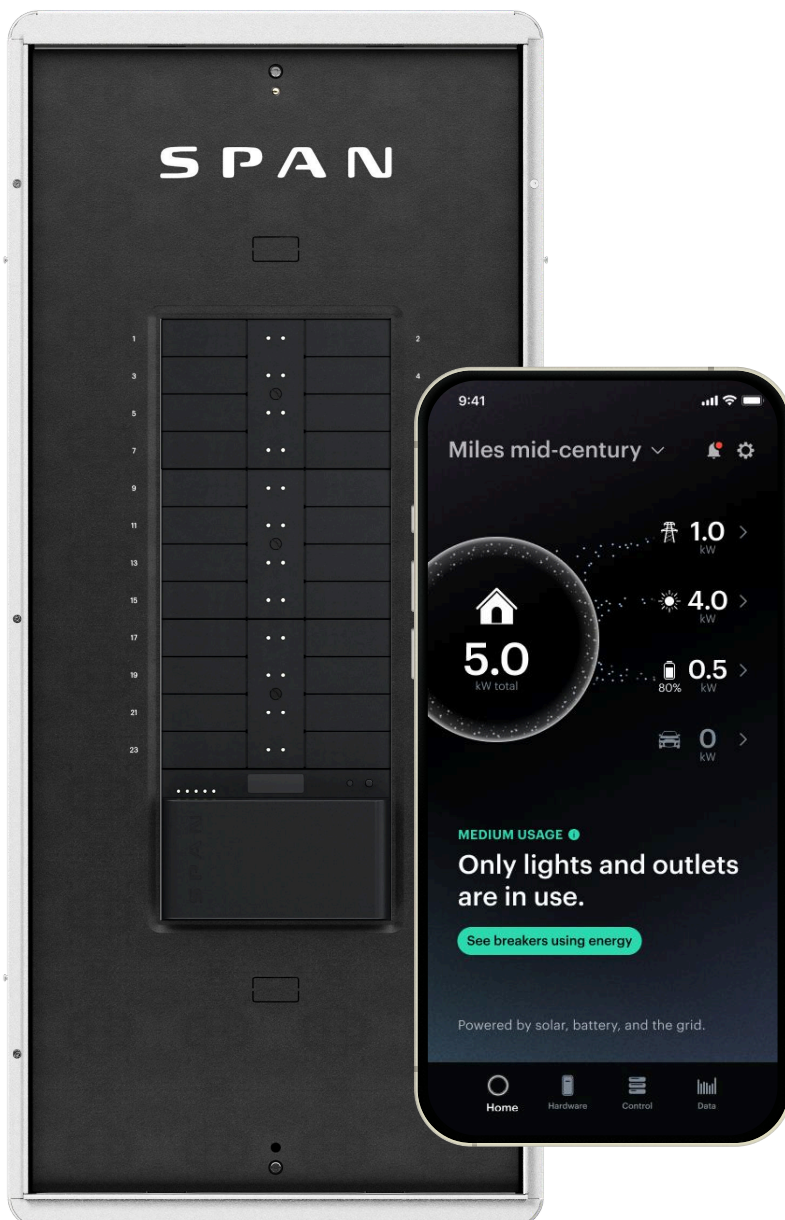 SPAN
1
2
3
4
5
7
9
11
13
15
17
19
21
23
SPAN
9:41
Miles mid-century
1.0
kW
4.0
kW
5.0
kW total
0.5
80%
kW
0
kW
MEDIUM USAGE
Only lights and outlets
are in use.
See breakers using energy
Powered by solar, battery, and the grid.
Home
Hardware
Control
Data